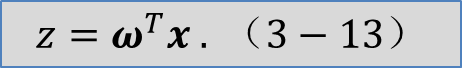 z = ω^T x . （3 − 13）